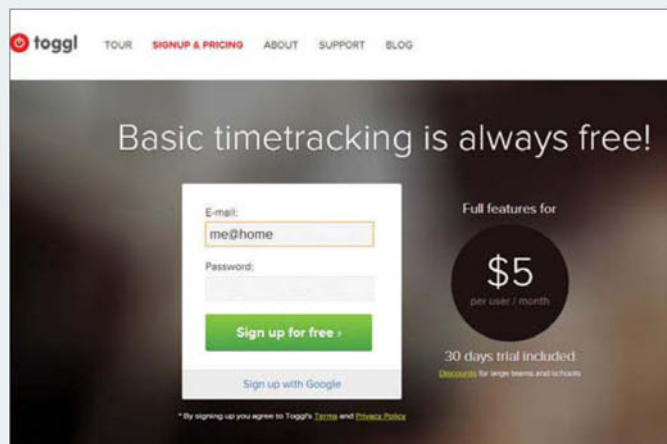 toggl TOUR SIGNUP & PRICING ABOUT SUPPORT BLOG
Basic timetracking is always free!
E-mail:
me@home
Password:
Sign up for free ›
Sign up with Google
* By signing up you agree to Toggl's Terms and Privacy Policy
Full features for
$5
per user / month
30 days trial included
Discounts for large teams and schools